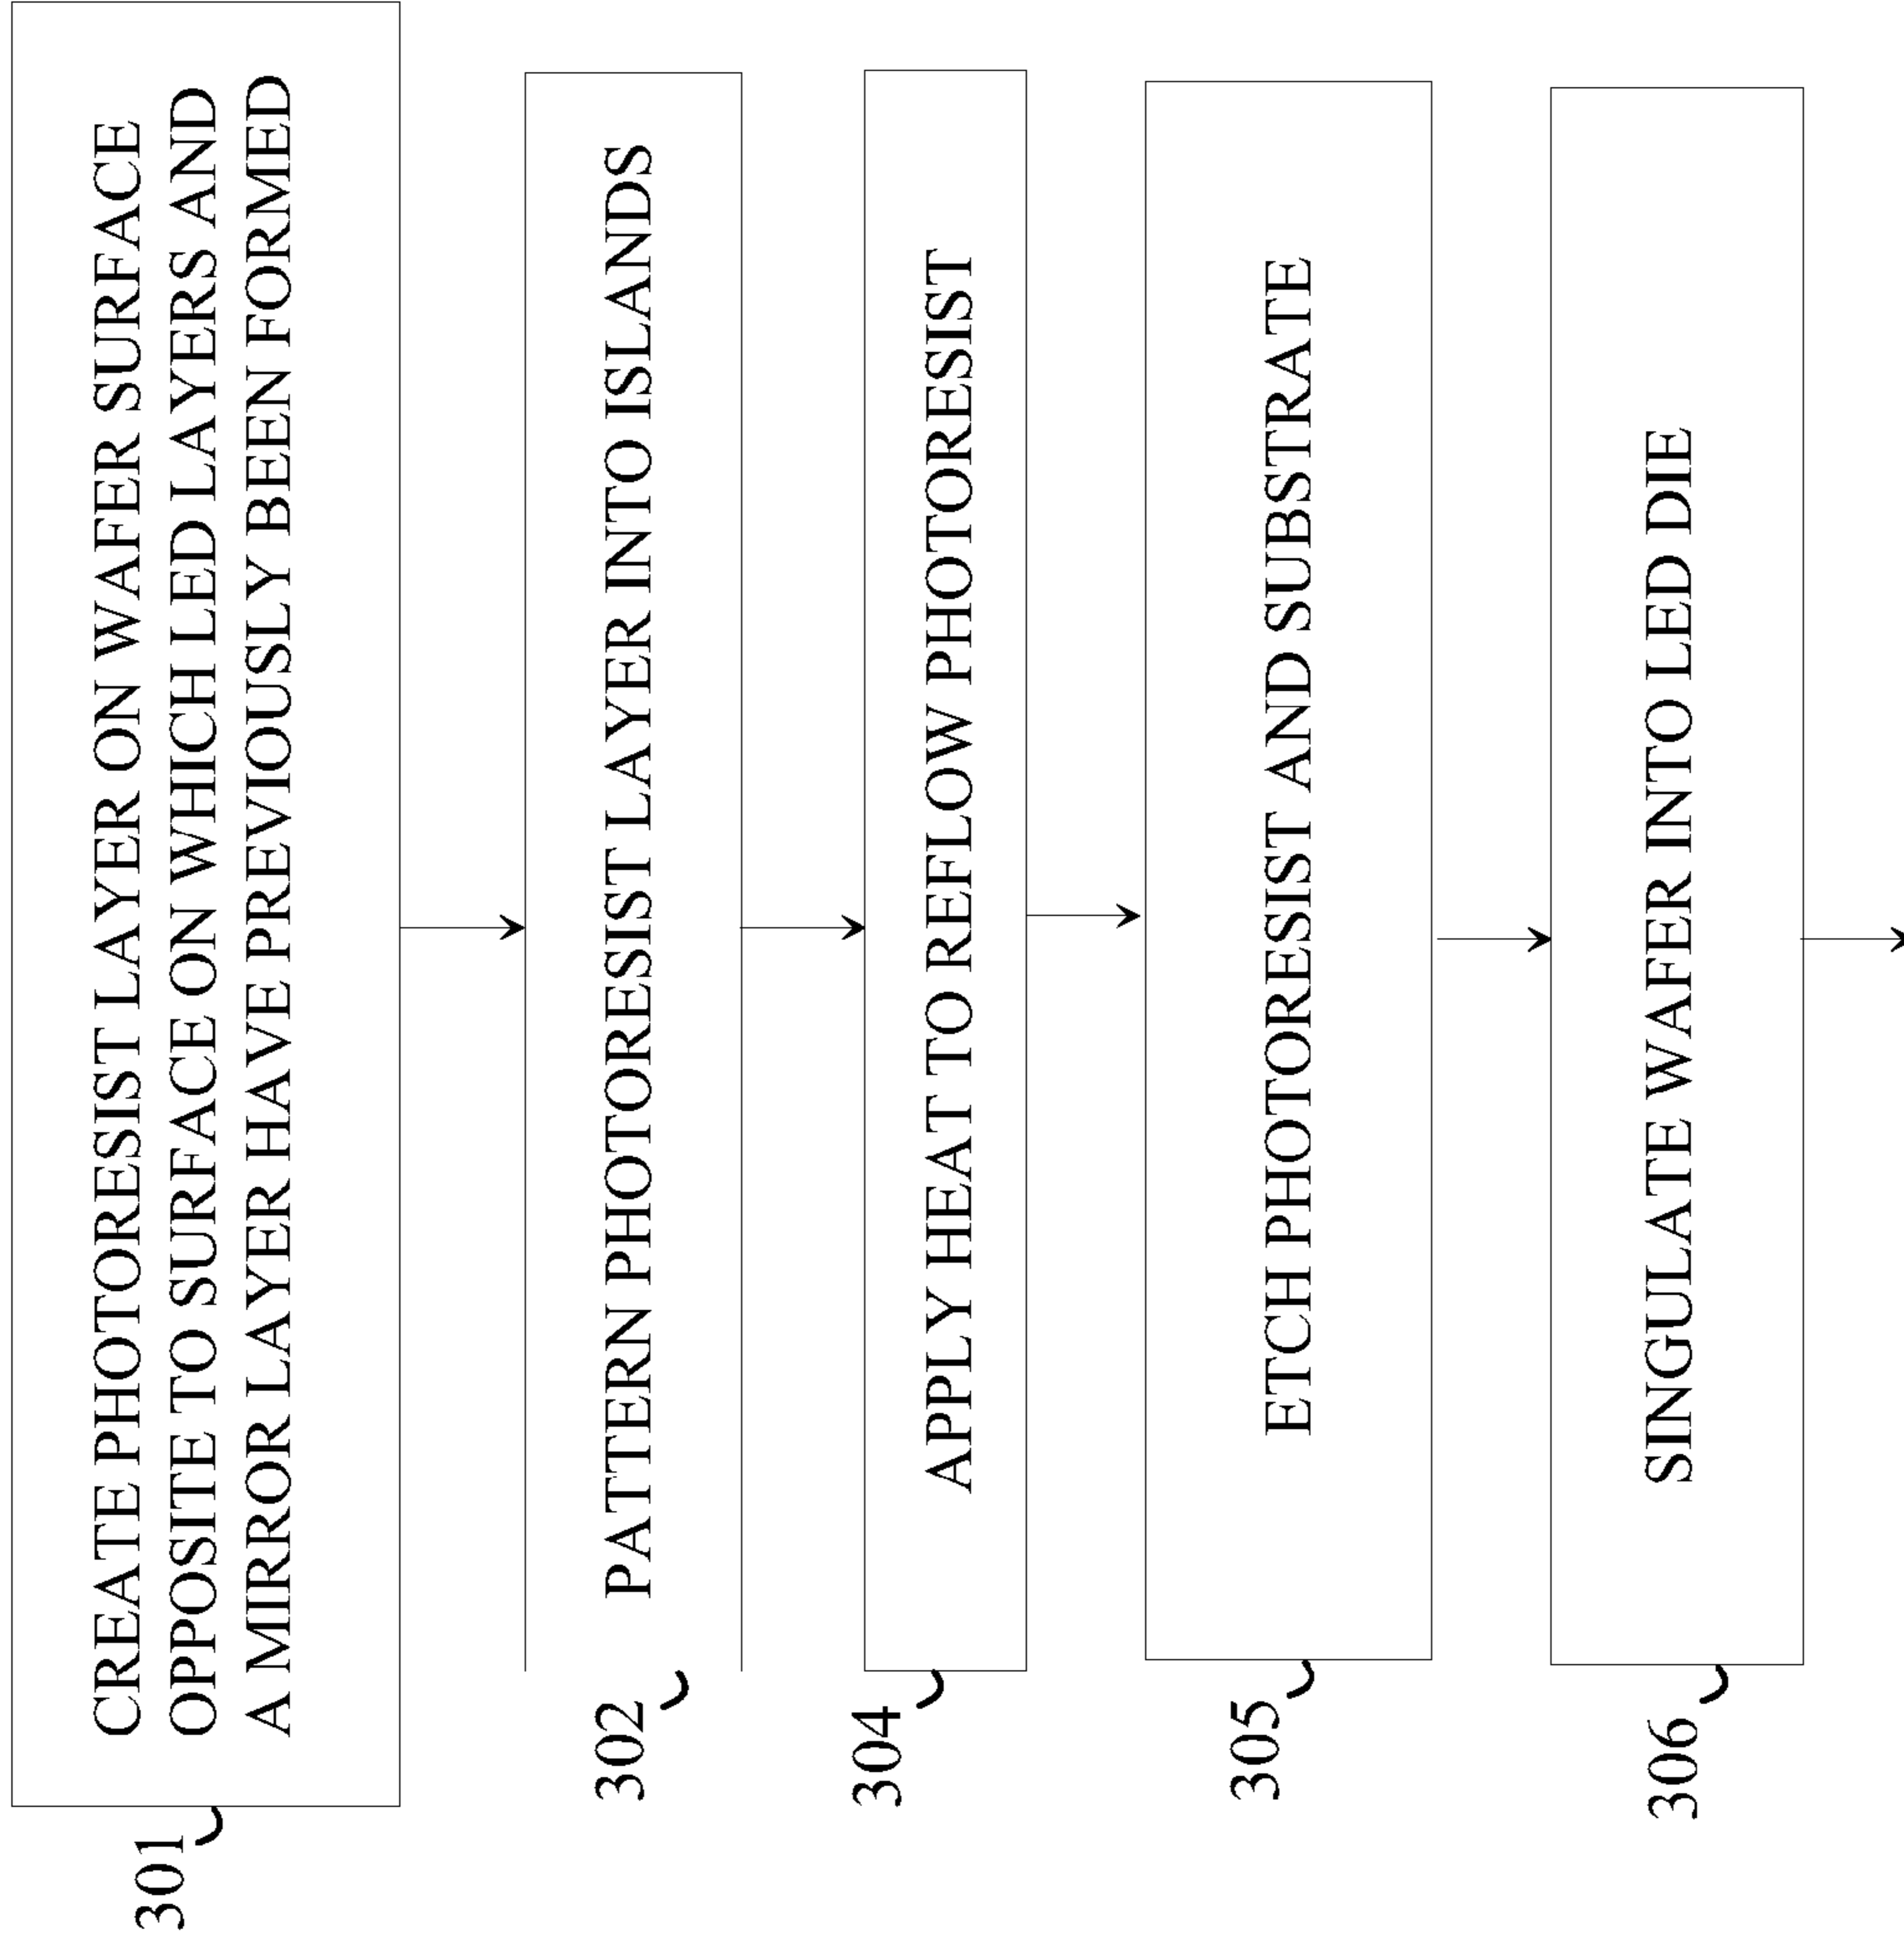 CREATE PHOTORESIST LAYER ON WAFER SURFACE
OPPOSITE TO SURFACE ON WHICH LED LAYERS AND
A MIRROR LAYER HAVE PREVIOUSLY BEEN FORMED
301
PATTERN PHOTORESIST LAYER INTO ISLANDS
302
APPLY HEAT TO REFLOW PHOTORESIST
304
ETCH PHOTORESIST AND SUBSTRATE
305
SINGULATE WAFER INTO LED DIE
306